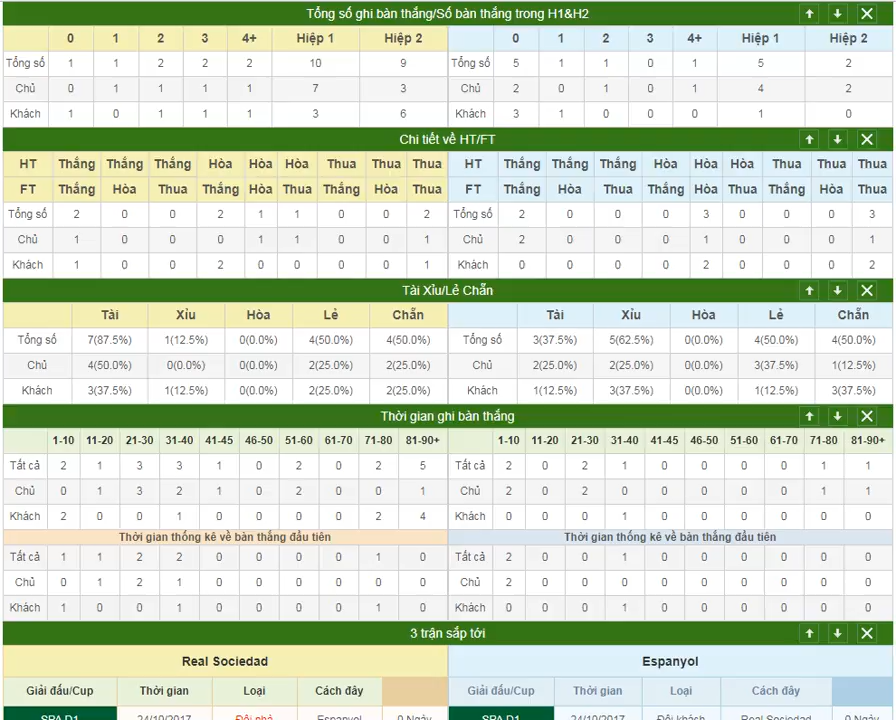 Tổng số ghi bàn thắng/Số bàn thắng trong H1&H2
0 1 2 3 4+ Hiệp 1 Hiệp 2 0 1 2 3 4+ Hiệp 1 Hiệp 2
Tổng số 1 1 2 2 2 10 9 Tổng số 5 1 1 0 1 5 2
Chủ 0 1 1 1 1 7 3 Chủ 2 0 1 0 1 4 2
Khách 1 0 1 1 1 3 6 Khách 3 1 0 0 0 1 0
Chi tiết về HT/FT
HT Thắng Thắng Thắng Hòa Hòa Hòa Thua Thua Thua HT Thắng Thắng Thắng Hòa Hòa Hòa Thua Thua Thua
FT Thắng Hòa Thua Thắng Hòa Thua Thắng Hòa Thua FT Thắng Hòa Thua Thắng Hòa Thua Thắng Hòa Thua
Tổng số 2 0 0 2 1 1 0 0 2 Tổng số 2 0 0 0 3 0 0 0 3
Chủ 1 0 0 0 1 1 0 0 1 Chủ 2 0 0 0 1 0 0 0 1
Khách 1 0 0 2 0 0 0 0 1 Khách 0 0 0 0 2 0 0 0 2
Tài Xỉu/Lẻ Chẵn
Tài Xỉu Hòa Lẻ Chẵn Tài Xỉu Hòa Lẻ Chẵn
Tổng số 7(87.5%) 1(12.5%) 0(0.0%) 4(50.0%) 4(50.0%) Tổng số 3(37.5%) 5(62.5%) 0(0.0%) 4(50.0%) 4(50.0%)
Chủ 4(50.0%) 0(0.0%) 0(0.0%) 2(25.0%) 2(25.0%) Chủ 2(25.0%) 2(25.0%) 0(0.0%) 3(37.5%) 1(12.5%)
Khách 3(37.5%) 1(12.5%) 0(0.0%) 2(25.0%) 2(25.0%) Khách 1(12.5%) 3(37.5%) 0(0.0%) 1(12.5%) 3(37.5%)
Thời gian ghi bàn thắng
1-10 11-20 21-30 31-40 41-45 46-50 51-60 61-70 71-80 81-90+ 1-10 11-20 21-30 31-40 41-45 46-50 51-60 61-70 71-80 81-90+
Tất cả 2 1 3 3 1 0 2 0 2 5 Tất cả 2 0 2 1 0 0 0 0 1 1
Chủ 0 1 3 2 1 0 2 0 0 1 Chủ 2 0 2 0 0 0 0 0 1 1
Khách 2 0 0 1 0 0 0 0 2 4 Khách 0 0 0 1 0 0 0 0 0 0
Thời gian thống kê về bàn thắng đầu tiên Thời gian thống kê về bàn thắng đầu tiên
Tất cả 1 1 2 2 0 0 0 0 1 0 Tất cả 2 0 0 1 0 0 0 0 0 0
Chủ 0 1 2 1 0 0 0 0 0 0 Chủ 2 0 0 0 0 0 0 0 0 0
Khách 1 0 0 1 0 0 0 0 1 0 Khách 0 0 0 1 0 0 0 0 0 0
3 trận sắp tới
Real Sociedad Espanyol
Giải đấu/Cup Thời gian Loại Cách đây Giải đấu/Cup Thời gian Loại Cách đây
SPA D1 24/10/2017 Đội nhà Espanyol 0 Ngày SPA D1 24/10/2017 Đội khách Real Sociedad 0 Ngày